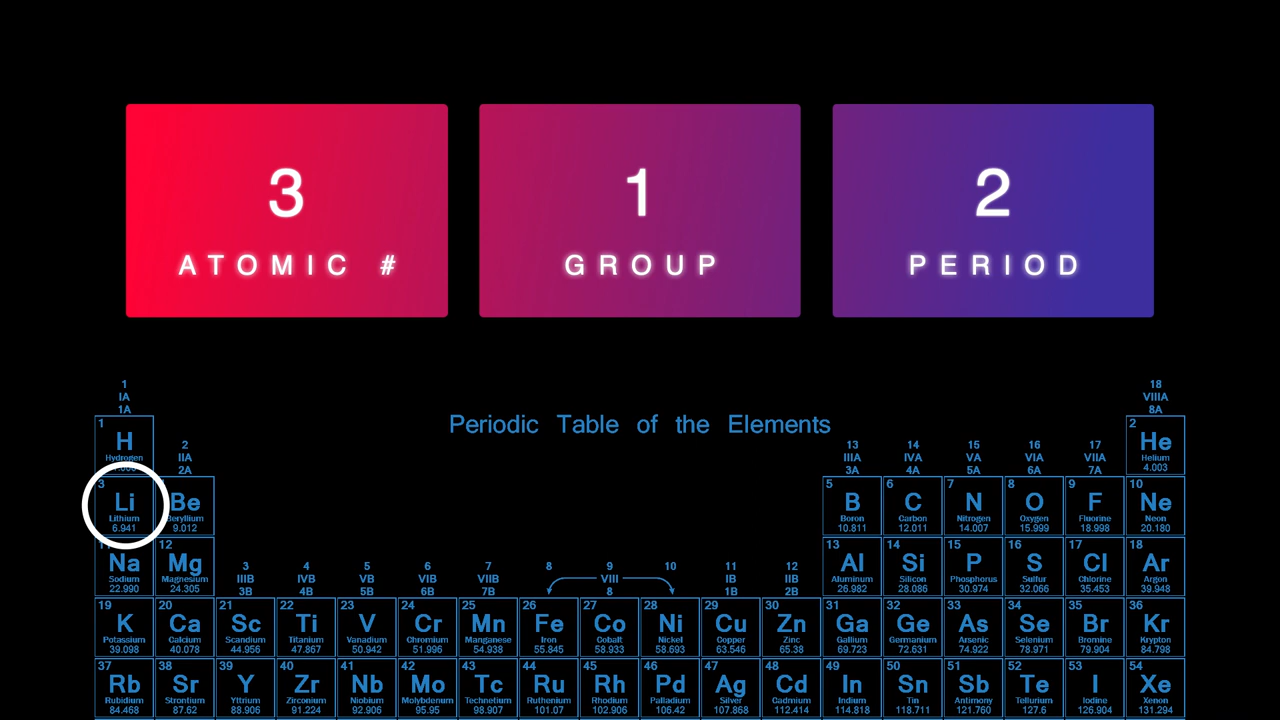 3
1
2
ATOMIC #
GROUP
PERIOD
1 18
IA VIIIA
1A 8A
Periodic Table of the Elements
1 2
H He
2 13 14 15 16 17
Hydrogen IIA IIIA IVA VA VIA VIIA Helium
2A 3A 4A 5A 6A 7A 4.003
3 5 6 7 8 9 10
Li Be B C N O F Ne
Lithium Beryllium Boron Carbon Nitrogen Oxygen Fluorine Neon
6.941 9.012 10.811 12.011 14.007 15.999 18.998 20.180
11 12 13 14 15 16 17 18
Na Mg Al Si P S Cl Ar
3 4 5 6 7 8 9 10 11 12
Sodium Magnesium IIIB IVB VB VIB VIIB VIII IB IIB Aluminum Silicon Phosphorus Sulfur Chlorine Argon
22.990 24.305 3B 4B 5B 6B 7B 8 1B 2B 26.982 28.086 30.974 32.066 35.453 39.948
19 20 21 22 23 24 25 26 27 28 29 30 31 32 33 34 35 36
K Ca Sc Ti V Cr Mn Fe Co Ni Cu Zn Ga Ge As Se Br Kr
Potassium Calcium Scandium Titanium Vanadium Chromium Manganese Iron Cobalt Nickel Copper Zinc Gallium Germanium Arsenic Selenium Bromine Krypton
39.098 40.078 44.956 47.867 50.942 51.996 54.938 55.845 58.933 58.693 63.546 65.38 69.723 72.631 74.922 78.971 79.904 84.798
37 38 39 40 41 42 43 44 45 46 47 48 49 50 51 52 53 54
Rb Sr Y Zr Nb Mo Tc Ru Rh Pd Ag Cd In Sn Sb Te I Xe
Rubidium Strontium Yttrium Zirconium Niobium Molybdenum Technetium Ruthenium Rhodium Palladium Silver Cadmium Indium Tin Antimony Tellurium Iodine Xenon
84.468 87.62 88.906 91.224 92.906 95.95 98.907 101.07 102.906 106.42 107.868 112.414 114.818 118.711 121.760 127.6 126.904 131.294